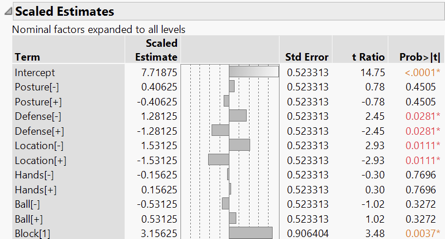 Scaled Estimates
Nominal factors expanded to all levels
Scaled
Term Estimate Std Error t Ratio Prob>|t|
Intercept 7.71875 0.523313 14.75 <.0001*
Posture[-] 0.40625 0.523313 0.78 0.4505
Posture[+] -0.40625 0.523313 -0.78 0.4505
Defense[-] 1.28125 0.523313 2.45 0.0281*
Defense[+] -1.28125 0.523313 -2.45 0.0281*
Location[-] 1.53125 0.523313 2.93 0.0111*
Location[+] -1.53125 0.523313 -2.93 0.0111*
Hands[-] -0.15625 0.523313 -0.30 0.7696
Hands[+] 0.15625 0.523313 0.30 0.7696
Ball[-] -0.53125 0.523313 -1.02 0.3272
Ball[+] 0.53125 0.523313 1.02 0.3272
Block[1] 3.15625 0.906404 3.48 0.0037*